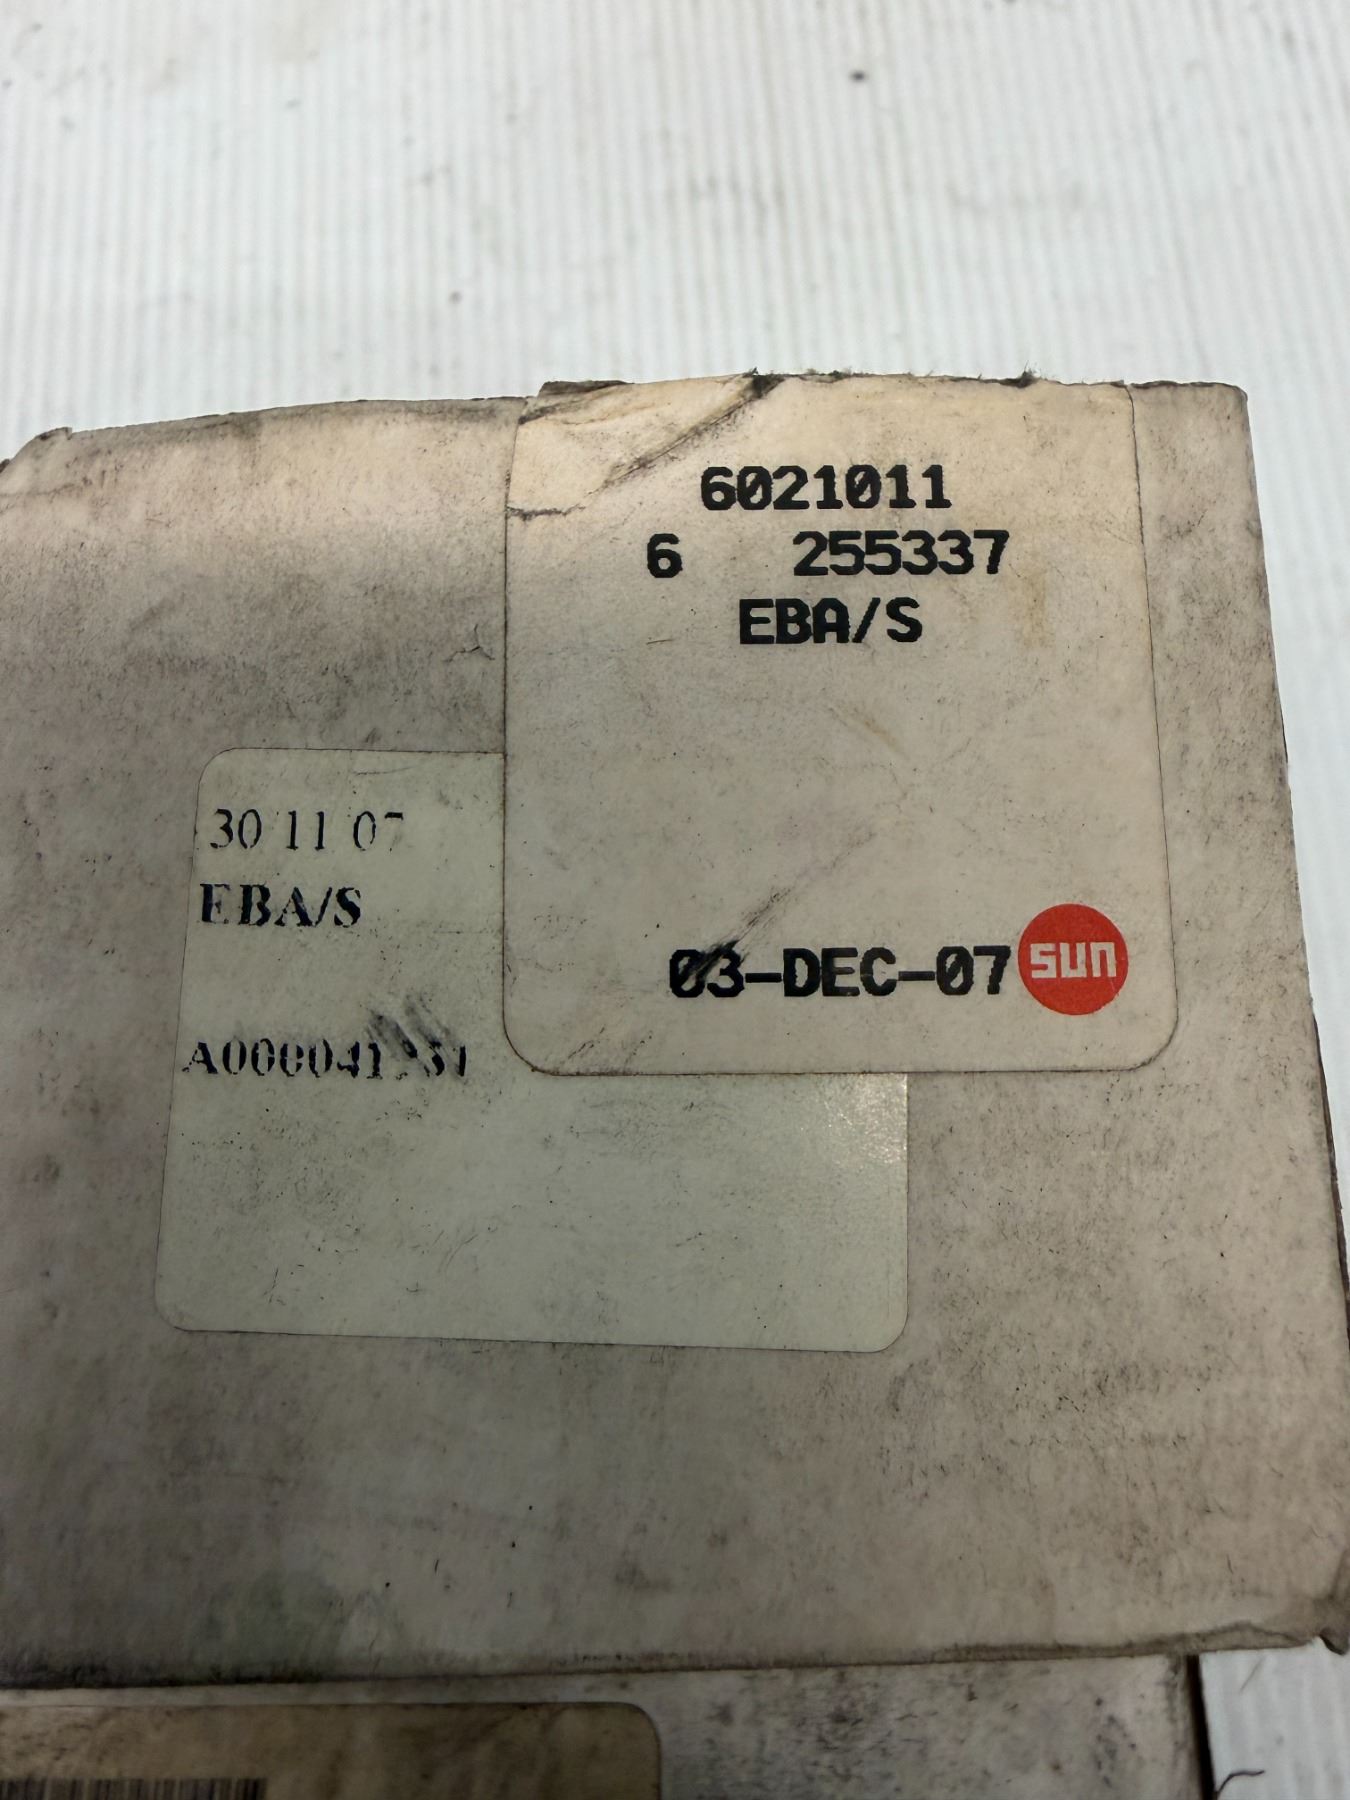 6021011
6 255337
EBA/S
03-DEC-07 sun
30 11 07
EBA/S